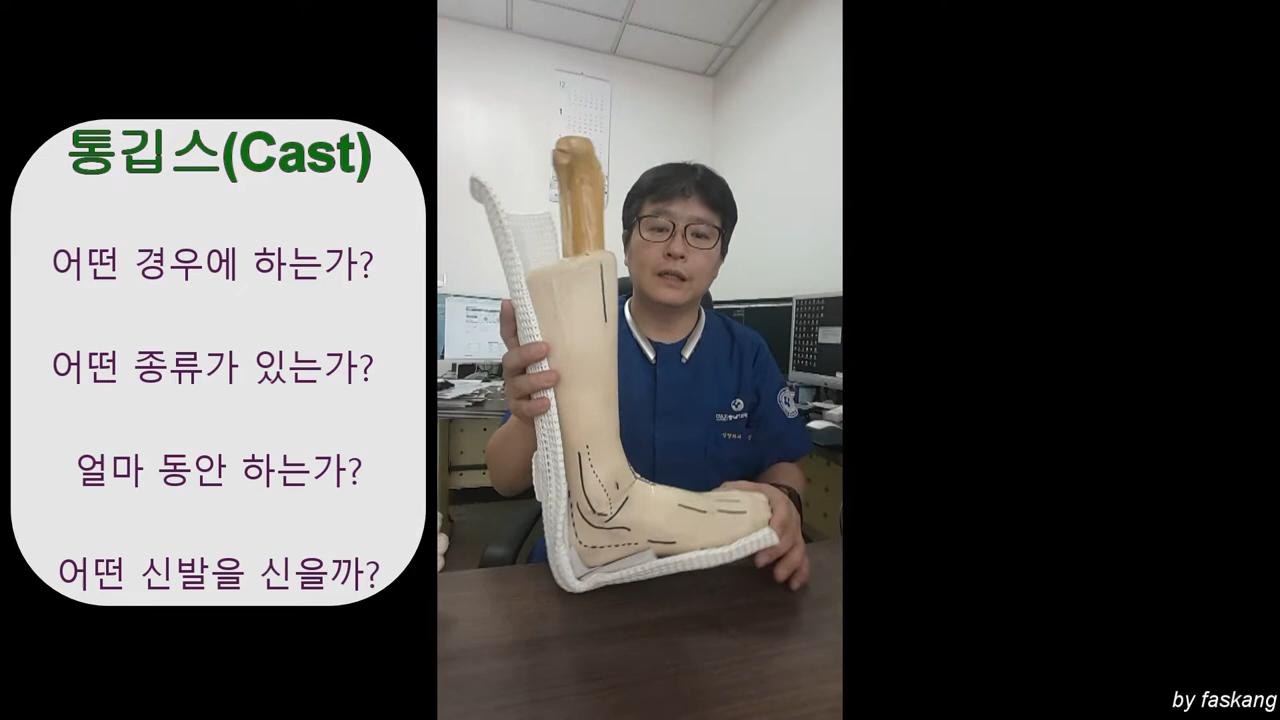 통깁스(Cast)
어떤 경우에 하는가?
어떤 종류가 있는가?
얼마 동안 하는가?
어떤 신발을 신을까?
by faskang